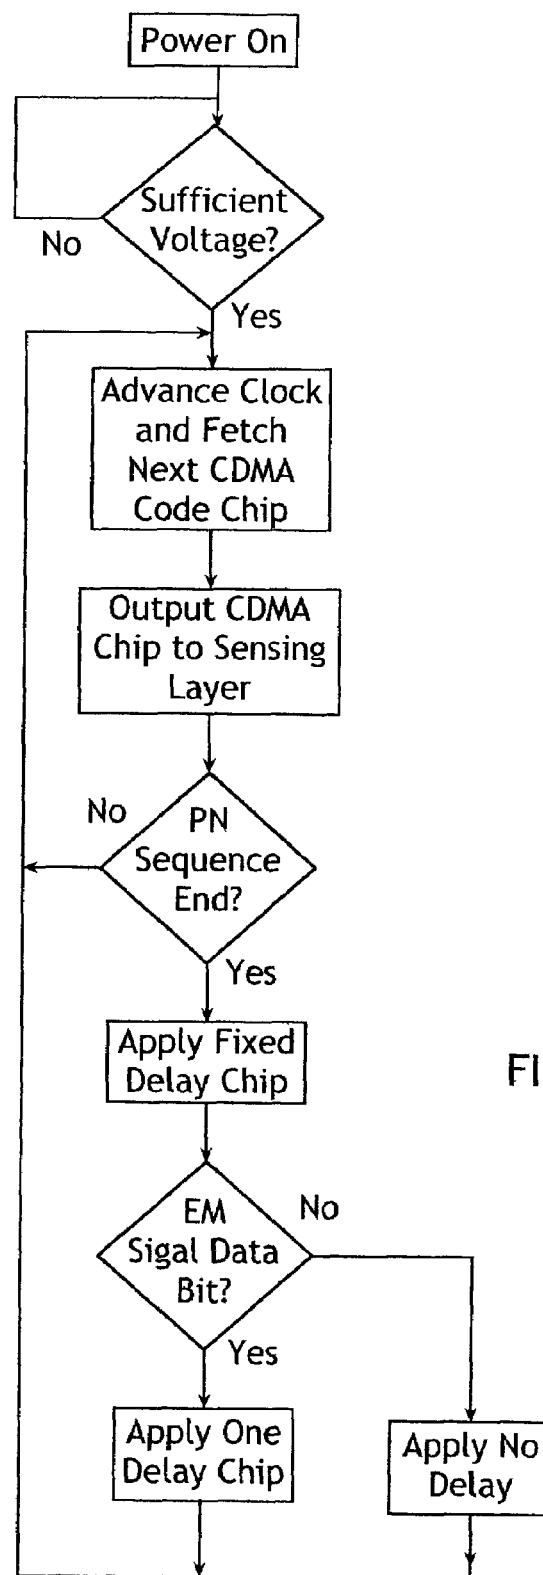 Power On
Sufficient
Voltage?
No
Yes
Advance Clock
and Fetch
Next CDMA
Code Chip
Output CDMA
Chip to Sensing
Layer
No
PN
Sequence
End?
Yes
Apply Fixed
Delay Chip
FI
EM
Sigal Data
Bit?
No
Yes
Apply One
Delay Chip
Apply No
Delay